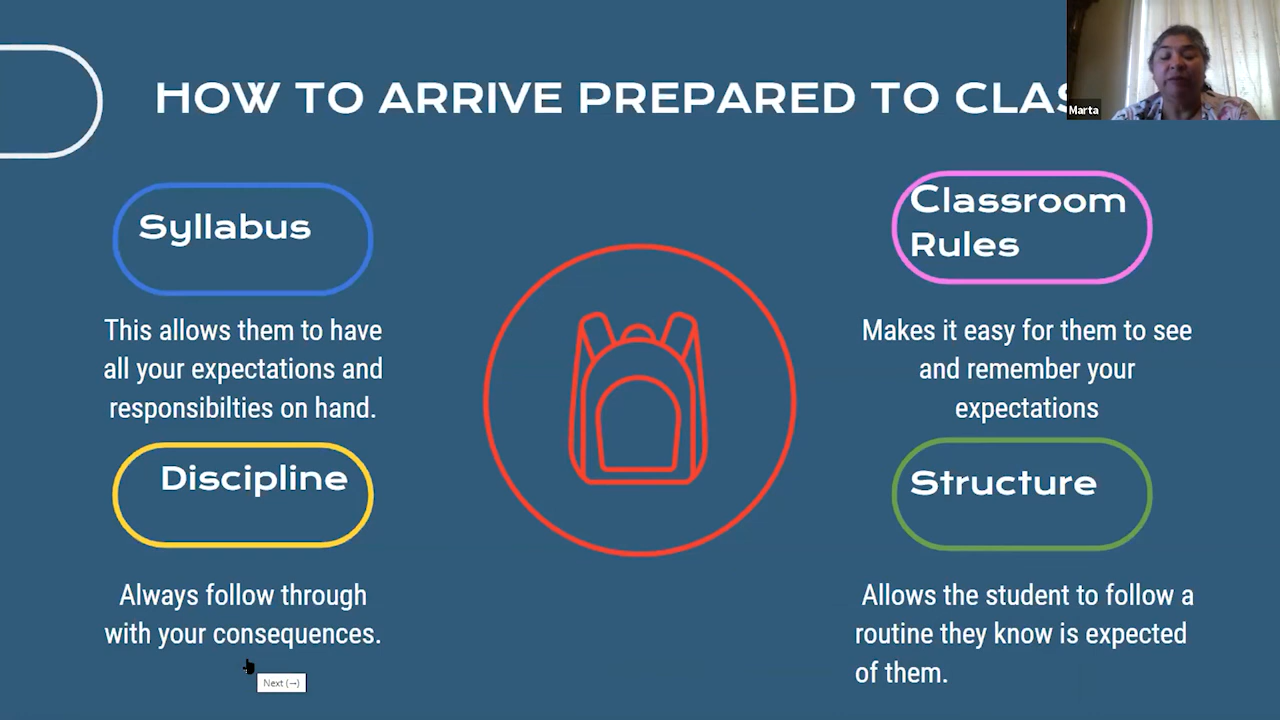 HOW TO ARRIVE PREPARED TO CLAS
Marta
Syllabus
This allows them to have
all your expectations and
responsibilties on hand.
Classroom
Rules
Makes it easy for them to see
and remember your
expectations
Discipline
Always follow through
with your consequences.
Structure
Allows the student to follow a
routine they know is expected
of them.
Next (→)